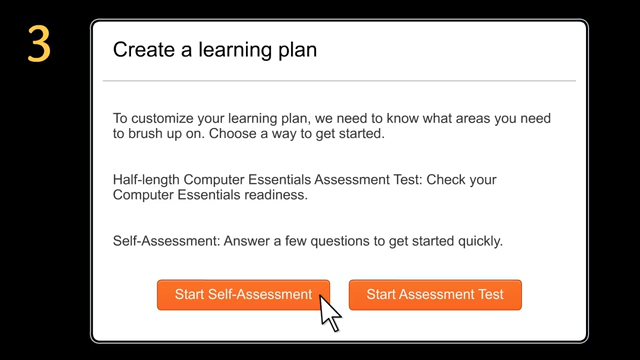 3
Create a learning plan
To customize your learning plan, we need to know what areas you need
to brush up on. Choose a way to get started.
Half-length Computer Essentials Assessment Test: Check your
Computer Essentials readiness.
Self-Assessment: Answer a few questions to get started quickly.
Start Self-Assessment
Start Assessment Test